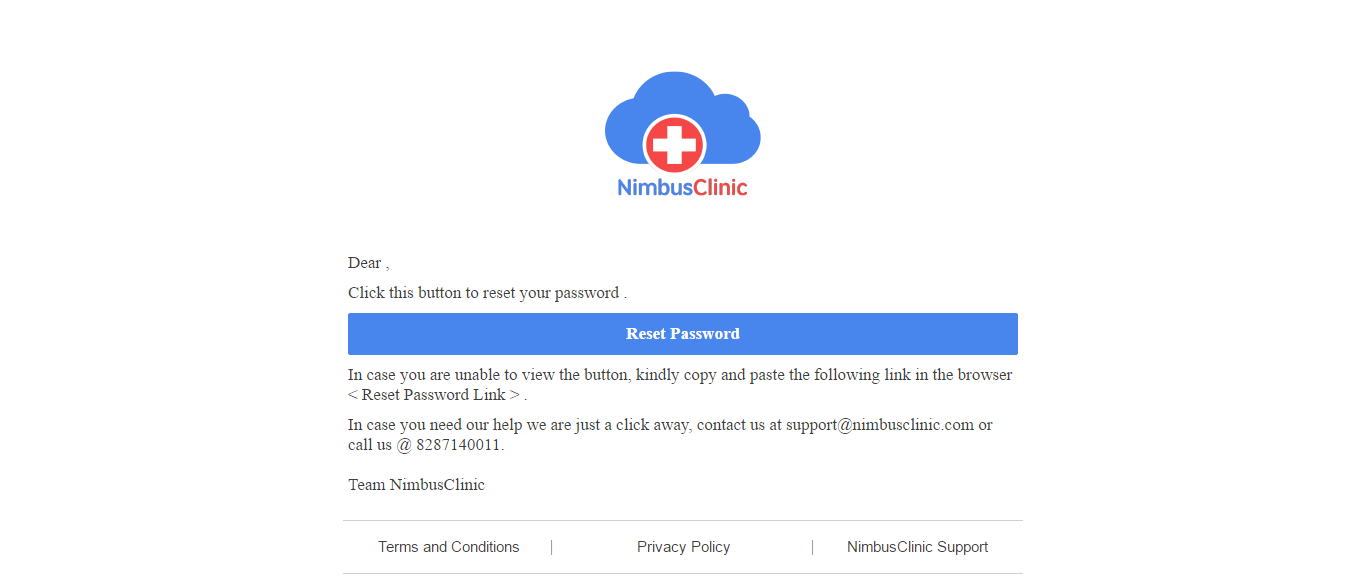 NimbusClinic
Dear ,
Click this button to reset your password .
Reset Password
In case you are unable to view the button, kindly copy and paste the following link in the browser
< Reset Password Link > .
In case you need our help we are just a click away, contact us at support@nimbusclinic.com or
call us @ 8287140011.
Team NimbusClinic
Terms and Conditions | Privacy Policy | NimbusClinic Support